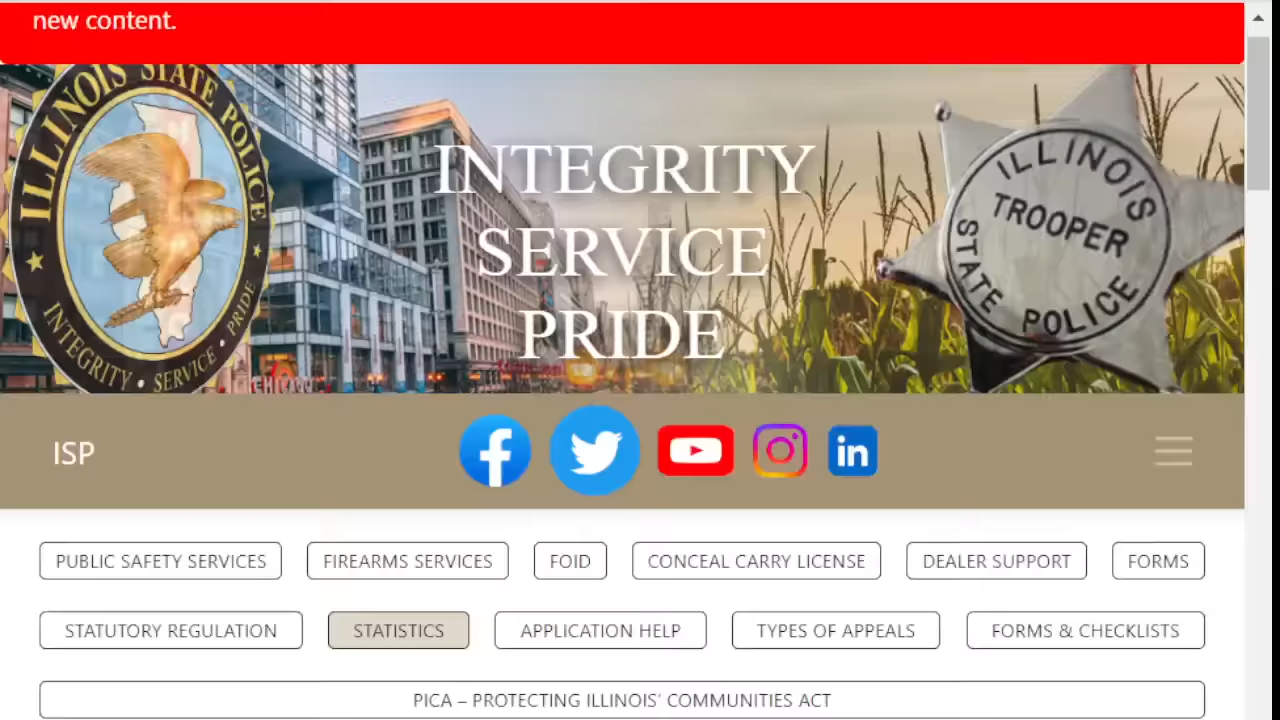 new content.
ILLINOIS STATE POLICE
INTEGRITY • SERVICE • PRIDE
INTEGRITY
SERVICE
PRIDE
ILLINOIS
TROOPER
STATE POLICE
ISP
in
PUBLIC SAFETY SERVICES
FIREARMS SERVICES
FOID
CONCEAL CARRY LICENSE
DEALER SUPPORT
FORMS
STATUTORY REGULATION
STATISTICS
APPLICATION HELP
TYPES OF APPEALS
FORMS & CHECKLISTS
PICA – PROTECTING ILLINOIS' COMMUNITIES ACT